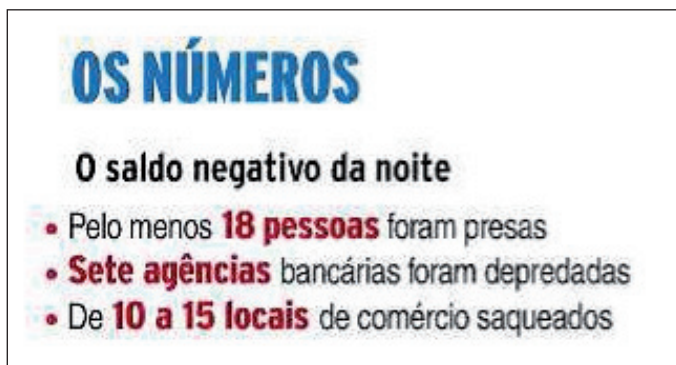 OS NÚMEROS
O saldo negativo da noite
• Pelo menos 18 pessoas foram presas
• Sete agências bancárias foram depredadas
• De 10 a 15 locais de comércio saqueados